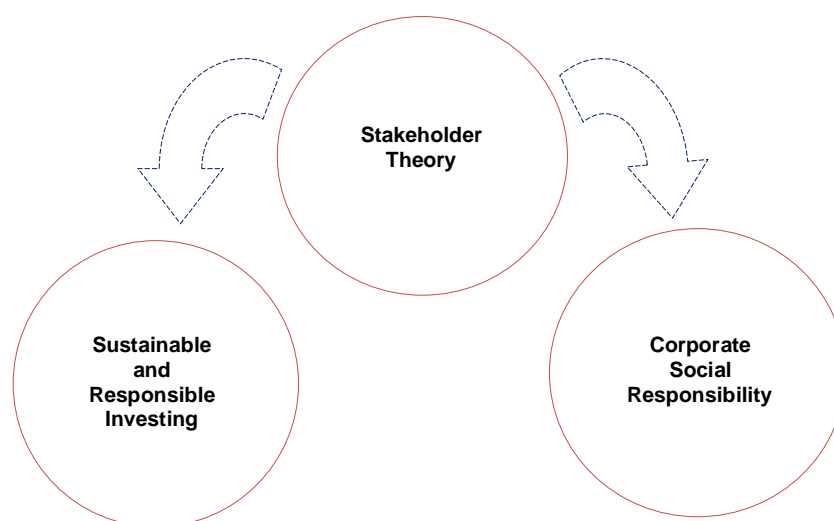 Stakeholder
Theory
Sustainable
and
Responsible
Investing
Corporate
Social
Responsibility